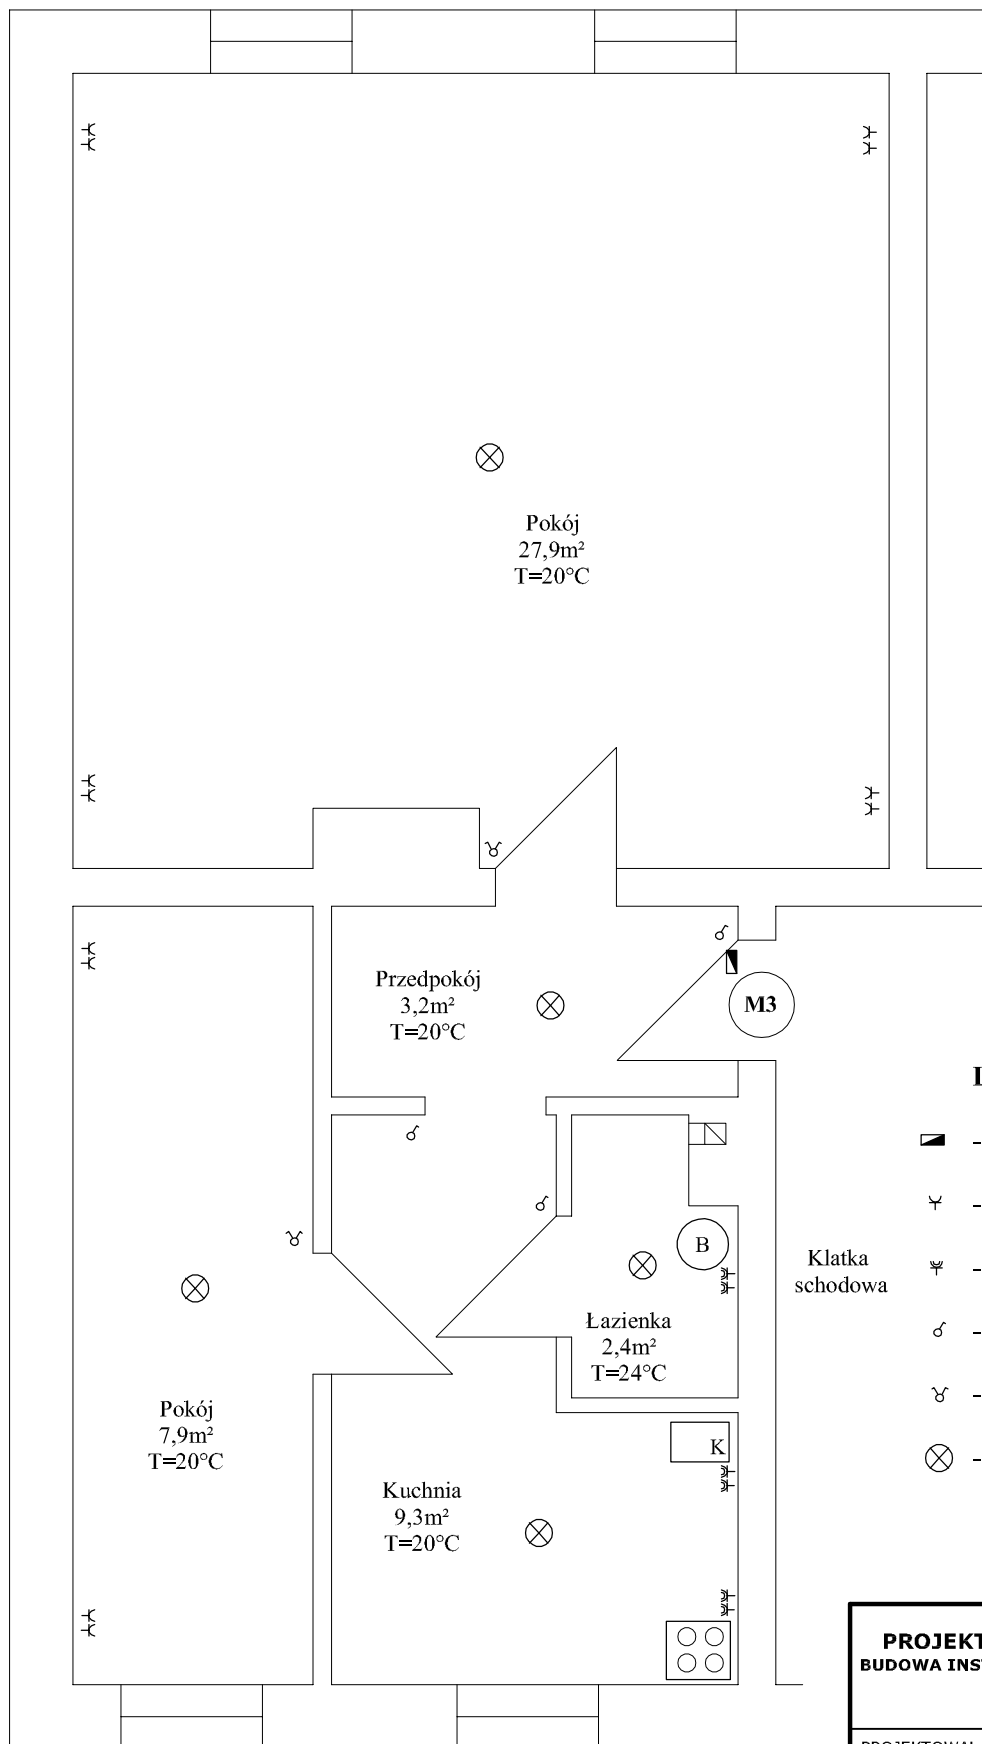 Pokój
27,9m²
T=20°C
Przedpokój
3,2m²
T=20°C
M3
B
Klatka
schodowa
Łazienka
2,4m²
T=24°C
Pokój
7,9m²
T=20°C
K
Kuchnia
9,3m²
T=20°C
PROJEKT
BUDOWA INS